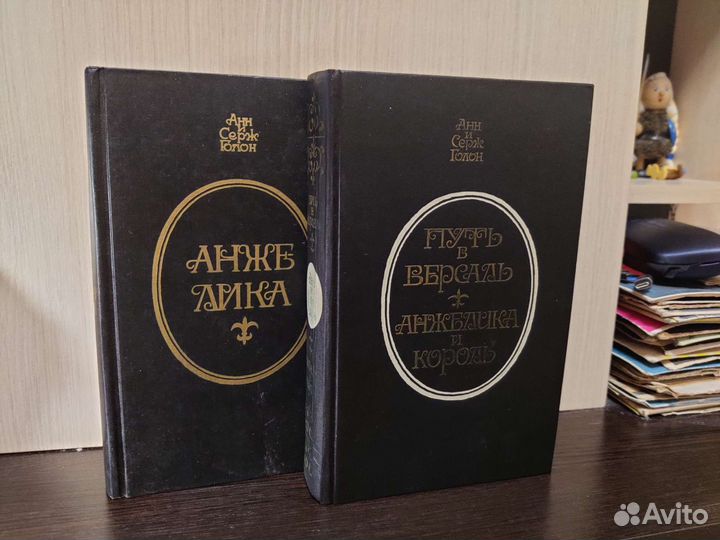 Анн
и
Серж
Голон
АНЖЕ-
ЛИКА
Анн
и
Серж
Голон
ПУТЬ
В
ВЕРСАЛЬ
АНЖЕЛИКА
И
КОРОЛЬ
Avito